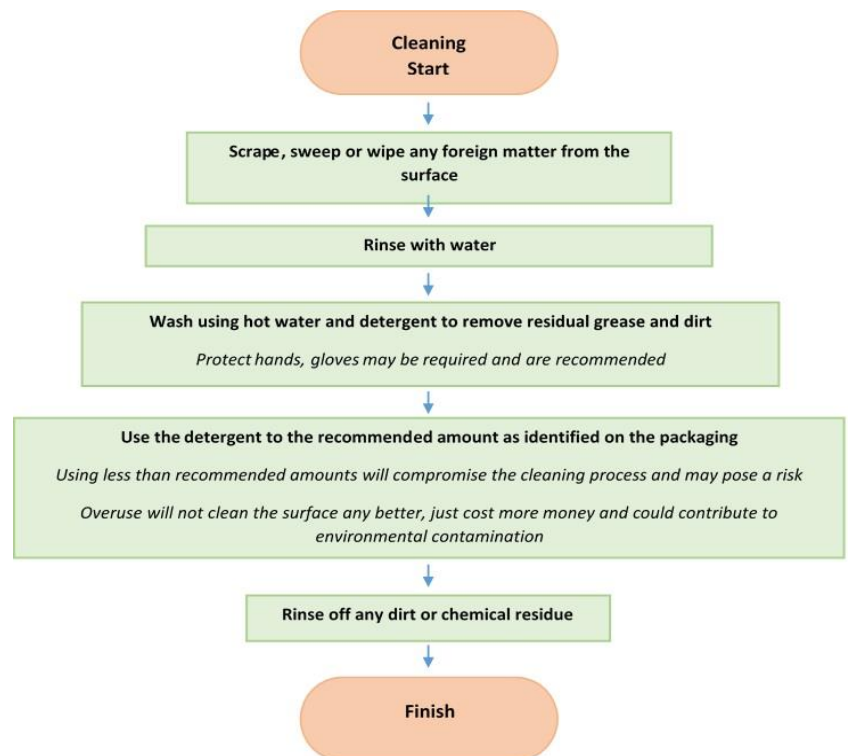 Cleaning
Start
Scrape, sweep or wipe any foreign matter from the
surface
Rinse with water
Wash using hot water and detergent to remove residual grease and dirt
Protect hands, gloves may be required and are recommended
Use the detergent to the recommended amount as identified on the packaging
Using less than recommended amounts will compromise the cleaning process and may pose a risk
Overuse will not clean the surface any better, just cost more money and could contribute to
environmental contamination
Rinse off any dirt or chemical residue
Finish